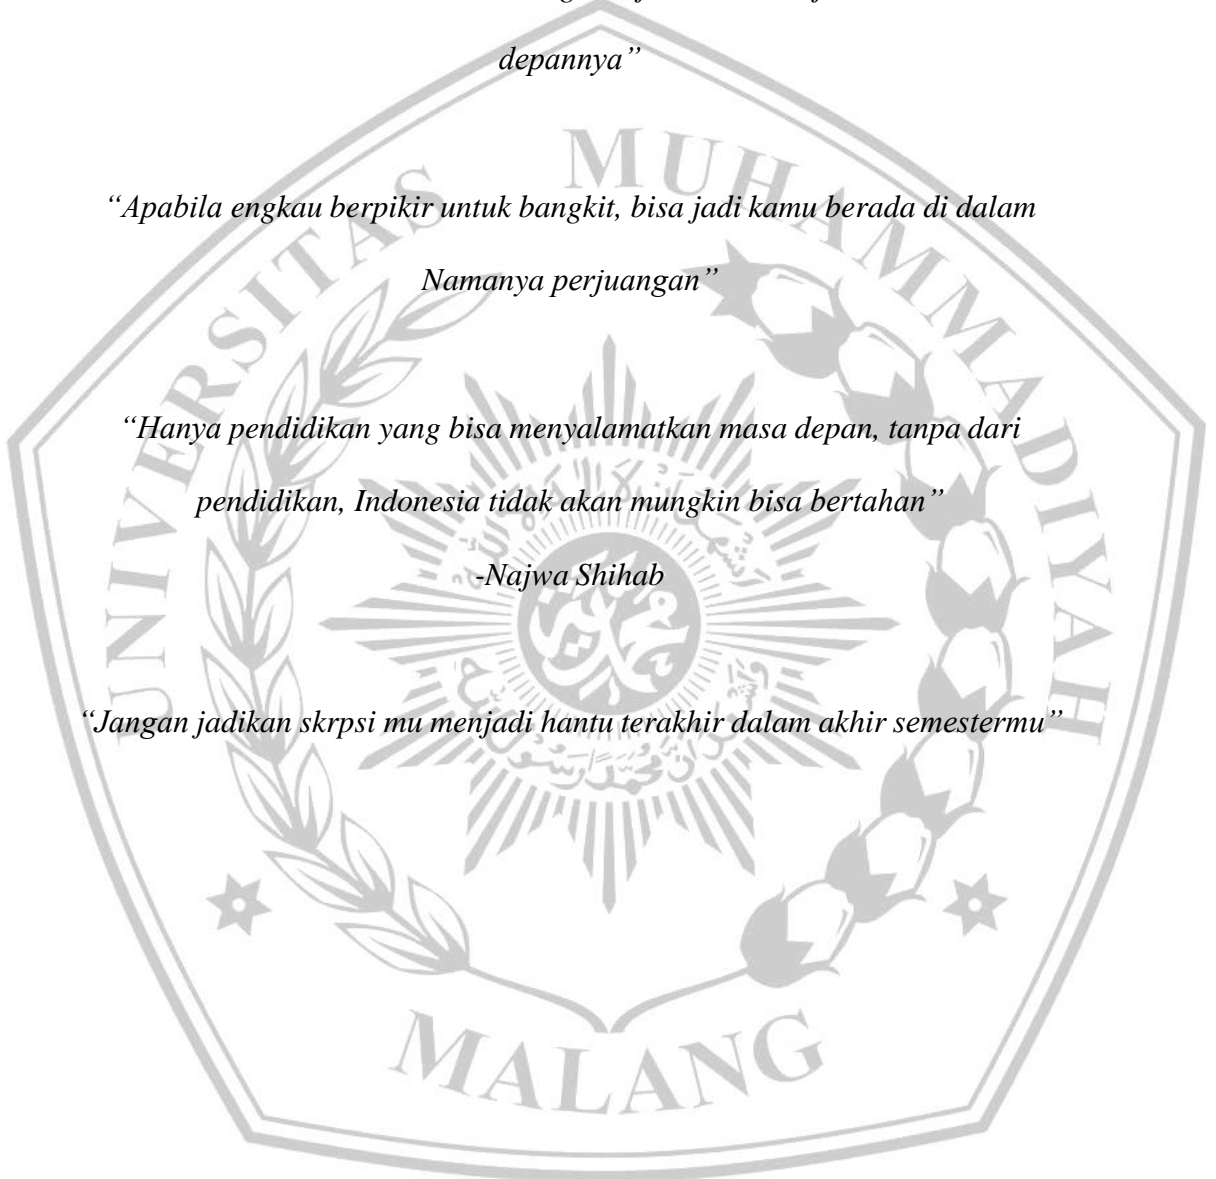 depannya”
“Apabila engkau berpikir untuk bangkit, bisa jadi kamu berada di dalam
Namanya perjuangan”
“Hanya pendidikan yang bisa menyalamatkan masa depan, tanpa dari
pendidikan, Indonesia tidak akan mungkin bisa bertahan”
-Najwa Shihab
“Jangan jadikan skrpsi mu menjadi hantu terakhir dalam akhir semestermu”
UNIVERSITAS MUHAMMADIYAH
MALANG